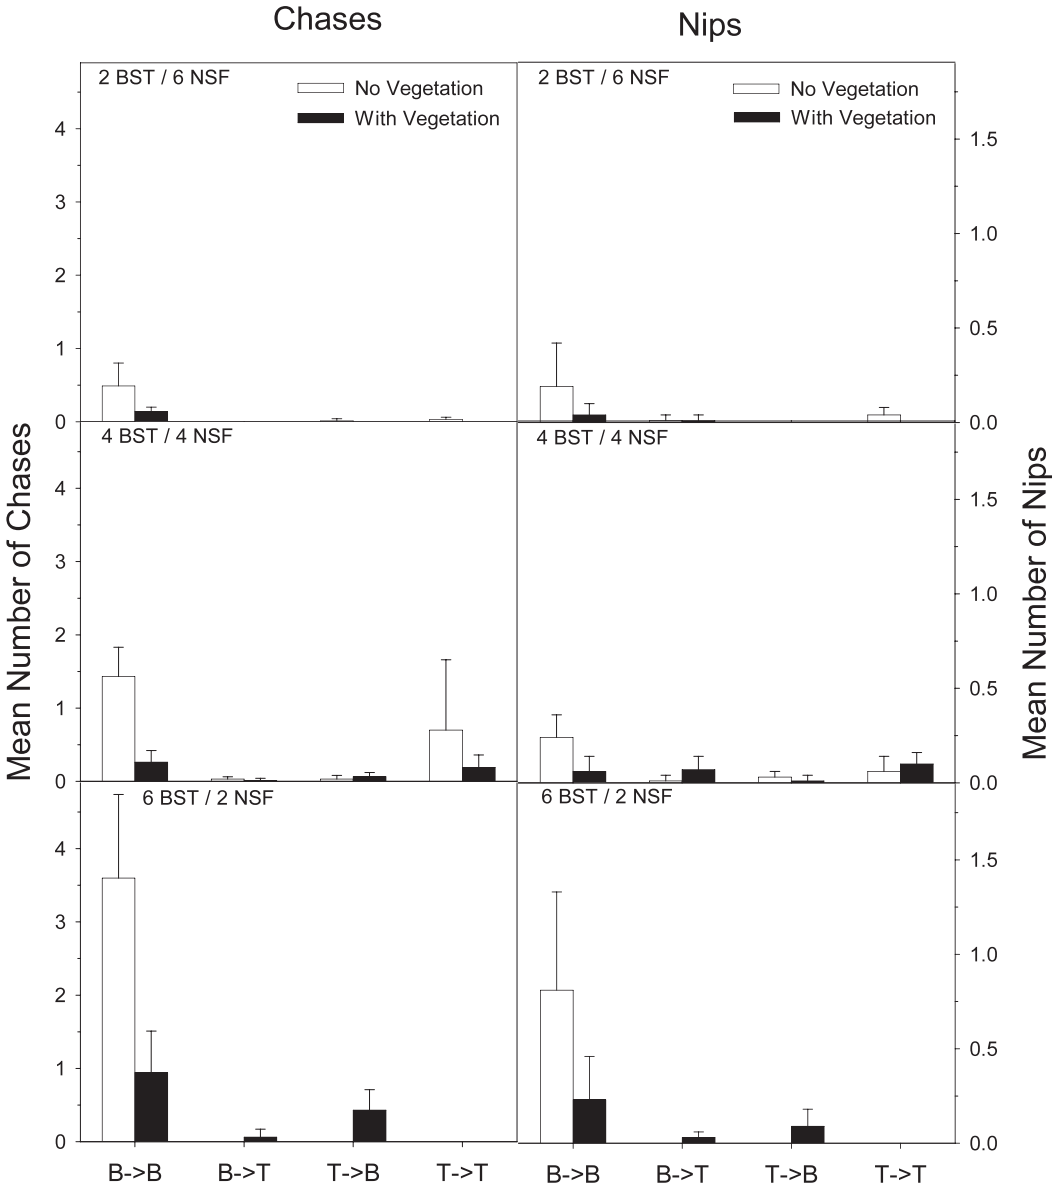 Chases
Nips
2 BST / 6 NSF
No Vegetation
With Vegetation
2 BST / 6 NSF
No Vegetation
With Vegetation
4
3
2
1
0
1.5
1.0
0.5
0.0
4 BST / 4 NSF
4 BST / 4 NSF
4
3
2
1
0
1.5
1.0
0.5
0.0
Mean Number of Chases
Mean Number of Nips
6 BST / 2 NSF
6 BST / 2 NSF
4
3
2
1
0
1.5
1.0
0.5
0.0
B->B B->T T->B T->T
B->B B->T T->B T->T